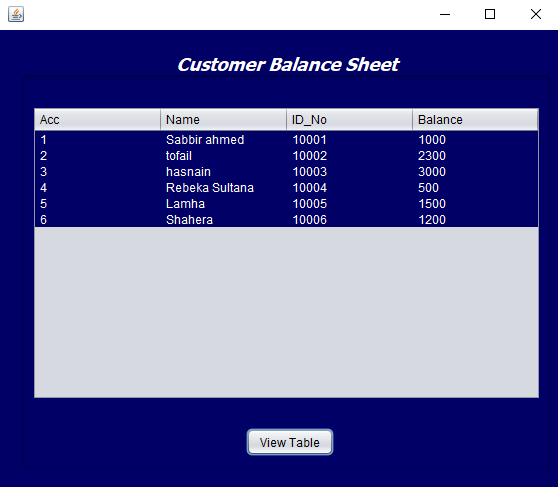 Customer Balance Sheet
Acc Name ID_No Balance
1 Sabbir ahmed 10001 1000
2 tofail 10002 2300
3 hasnain 10003 3000
4 Rebeka Sultana 10004 500
5 Lamha 10005 1500
6 Shahera 10006 1200
View Table